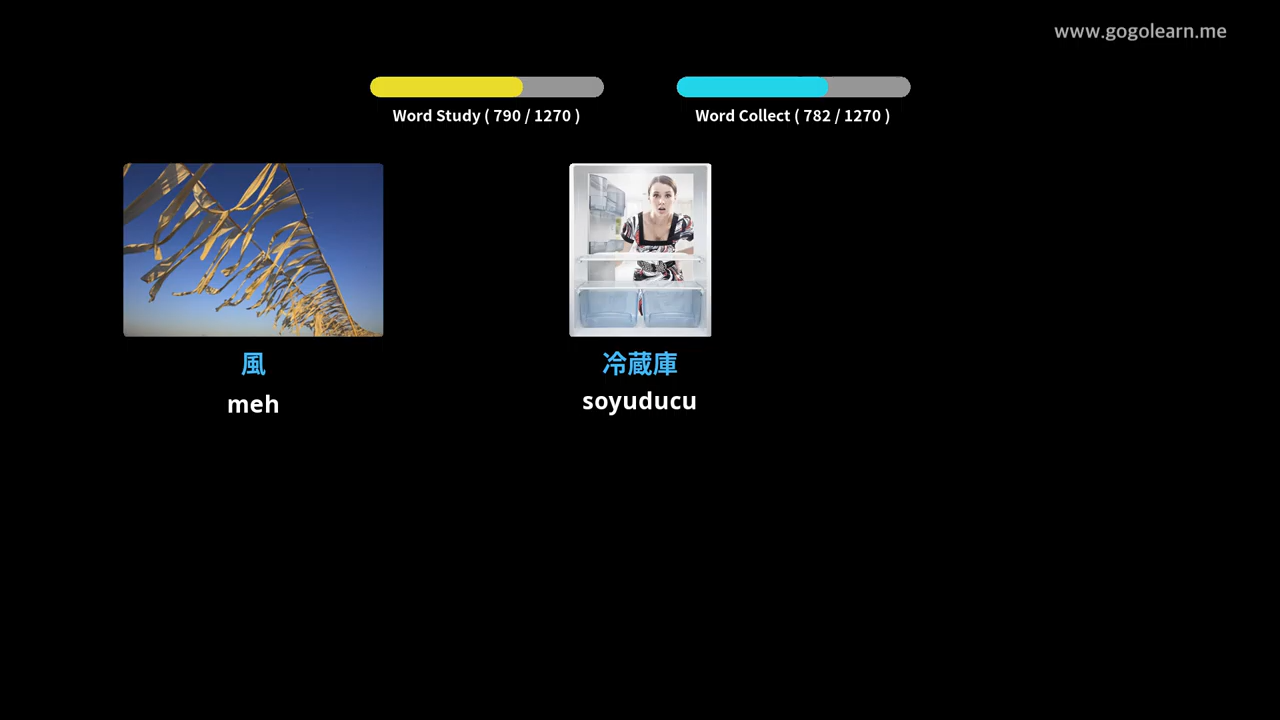 www.gogolearn.me
Word Study ( 790 / 1270 )
Word Collect ( 782 / 1270 )
風
meh
冷蔵庫
soyuducu